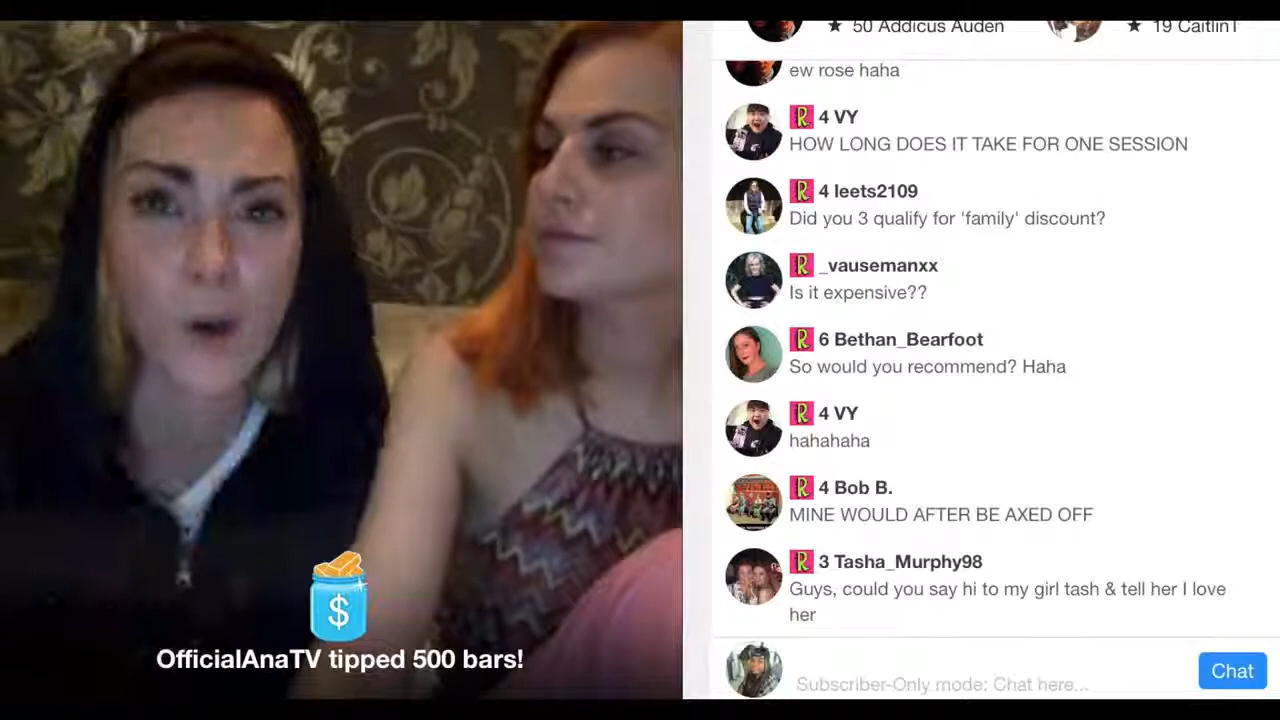 ★ 50 Addicus Auden
★ 19 CaitlinT
ew rose haha
R 4 VY
HOW LONG DOES IT TAKE FOR ONE SESSION
R 4 leets2109
Did you 3 qualify for 'family' discount?
R _vausemanxx
Is it expensive??
R 6 Bethan_Bearfoot
So would you recommend? Haha
R 4 VY
hahahaha
R 4 Bob B.
MINE WOULD AFTER BE AXED OFF
R 3 Tasha_Murphy98
Guys, could you say hi to my girl tash & tell her I love
her
Subscriber-Only mode: Chat here...
Chat
$
OfficialAnaTV tipped 500 bars!